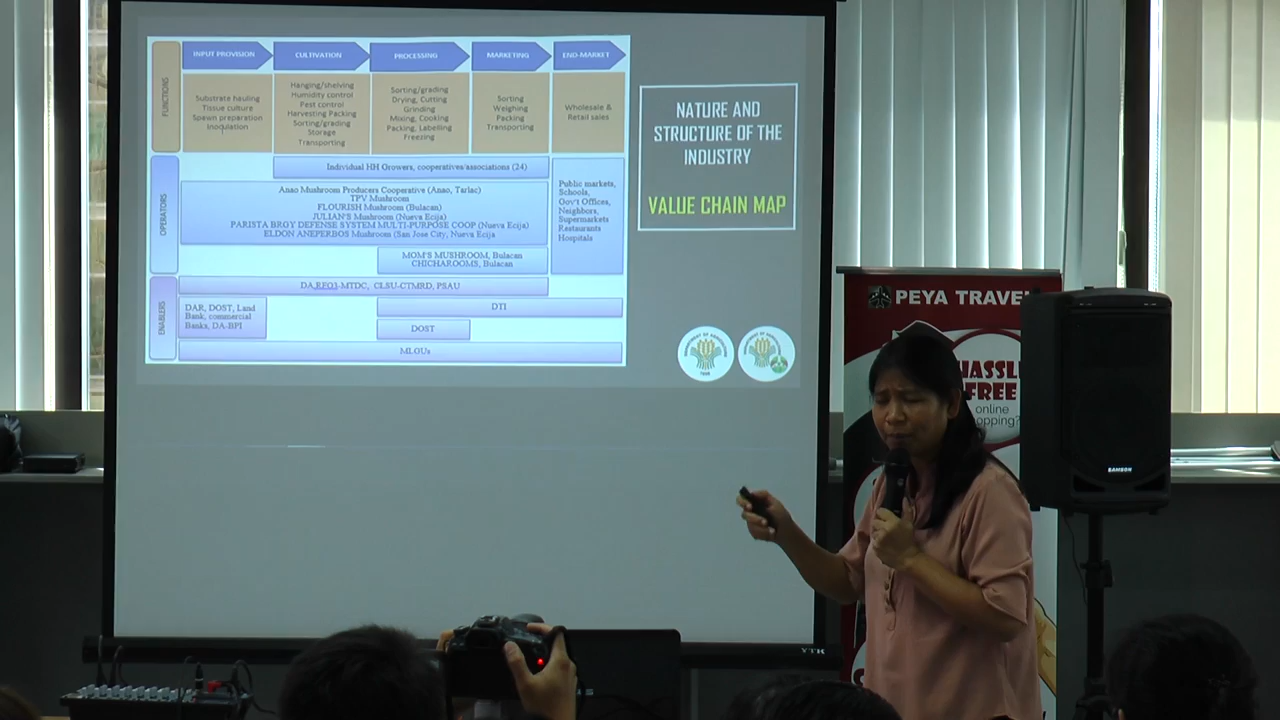 INPUT PROVISION
CULTIVATION
PROCESSING
MARKETING
END-MARKET
FUNCTIONS
Substrate hauling
Tissue culture
Spawn preparation
Inoculation
Hanging/shelving
Humidity control
Pest control
Harvesting Packing
Sorting/grading
Storage
Transporting
Sorting/grading
Drying, Cutting
Grinding
Mixing, Cooking
Packing, Labelling
Freezing
Sorting
Weighing
Packing
Transporting
Wholesale &
Retail sales
OPERATORS
Individual HH Growers, cooperatives/associations (24)
Anao Mushroom Producers Cooperative (Anao, Tarlac)
TPV Mushroom
FLOURISH Mushroom (Bulacan)
JULIAN'S Mushroom (Nueva Ecija)
PARISTA BRGY DEFENSE SYSTEM MULTI-PURPOSE COOP (Nueva Ecija)
ELDON ANEPERBOS Mushroom (San Jose City, Nueva Ecija
MOM'S MUSHROOM, Bulacan
CHICHAROOMS, Bulacan
Public markets,
Schools,
Gov't Offices,
Neighbors,
Supermarkets
Restaurants
Hospitals
ENABLERS
DA RFO3-MTDC, CLSU-CTMRD, PSAU
DAR, DOST, Land
Bank, commercial
Banks, DA-BPI
DTI
DOST
MLGUs
NATURE AND
STRUCTURE OF THE
INDUSTRY
VALUE CHAIN MAP
PEYA TRAVEL
HASSL
FREE
online
opping?
SAMSON
VTK